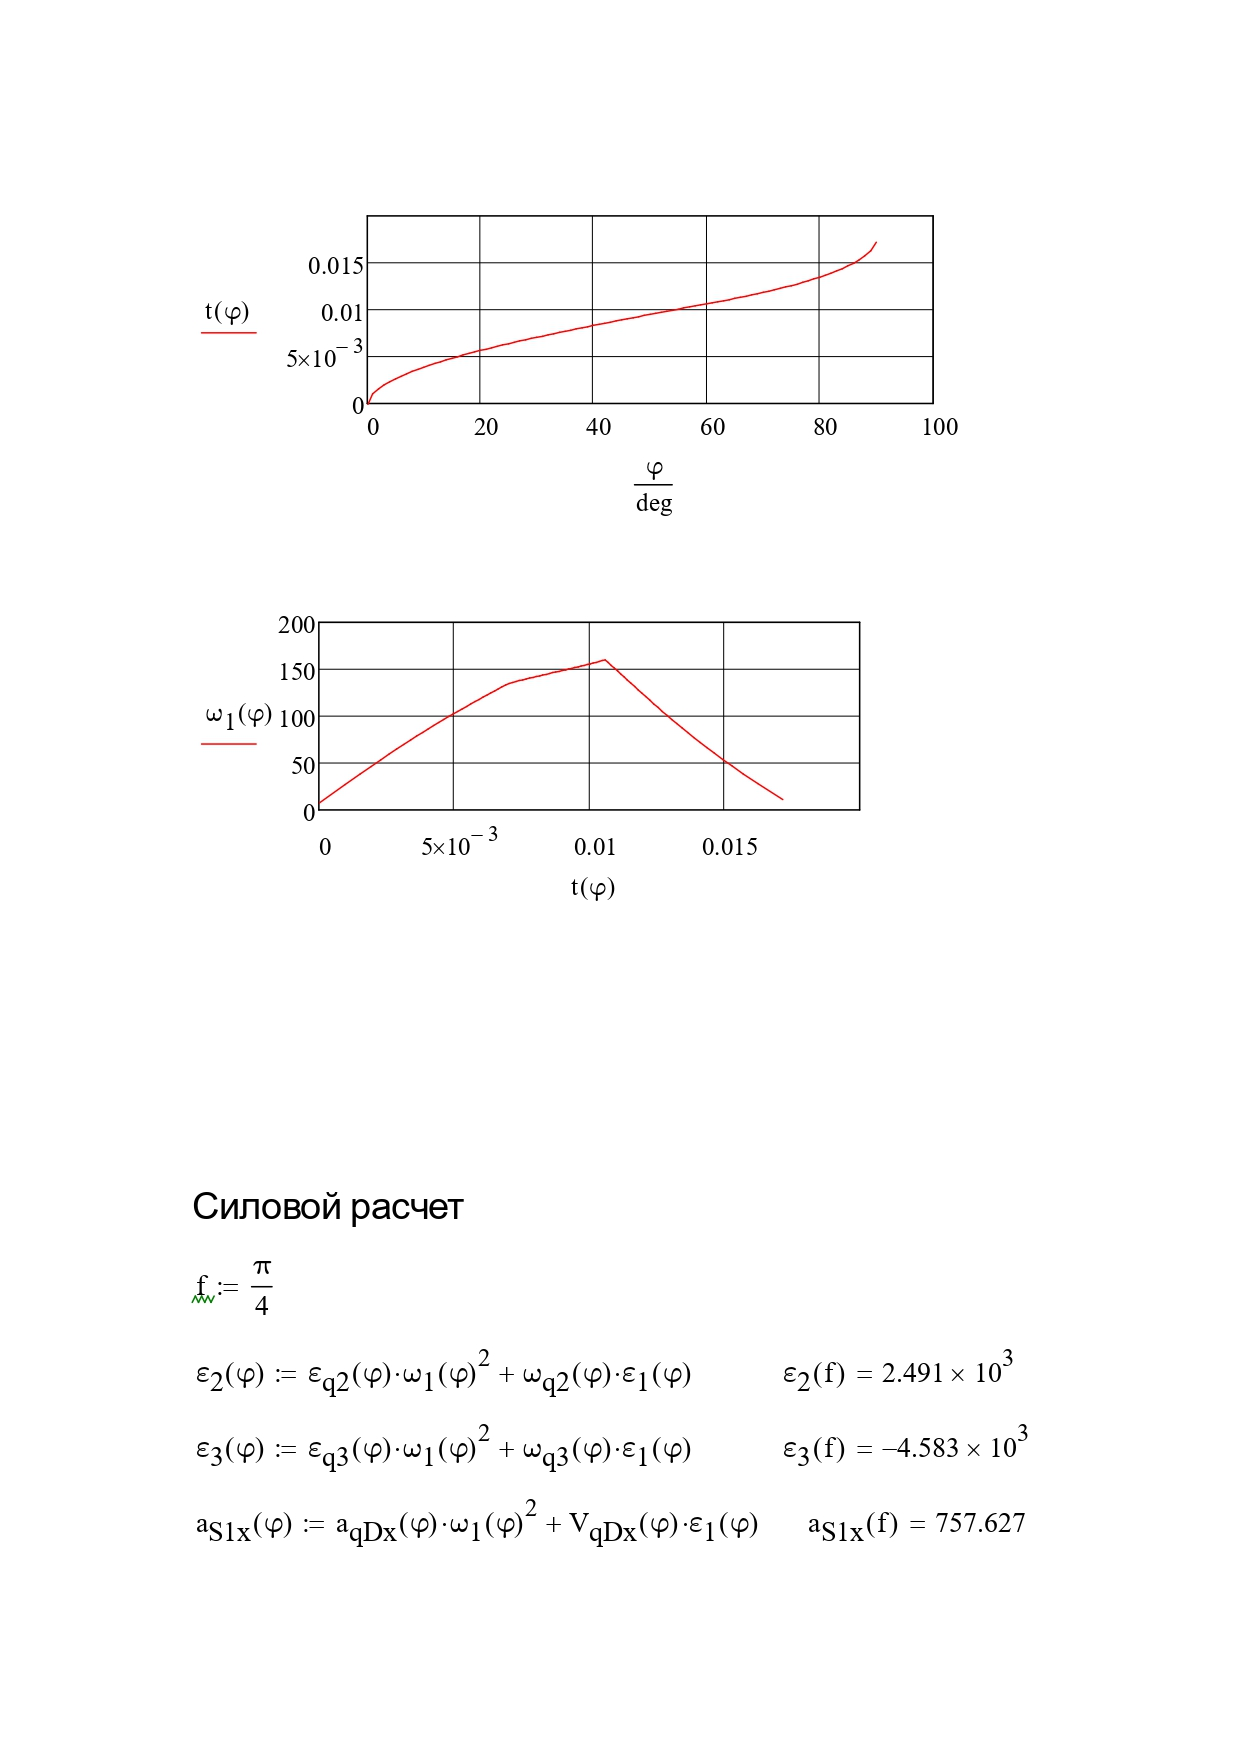 0.015
t(φ)
0.01
5×10⁻³
0
0 20 40 60 80 100
φ
deg
200
150
ω₁(φ) 100
50
0
0 5×10⁻³ 0.01 0.015
t(φ)
Силовой расчет
f := π/4
ε₂(φ) := ε_q2(φ)·ω₁(φ)² + ω_q2(φ)·ε₁(φ) ε₂(f) = 2.491 × 10³
ε₃(φ) := ε_q3(φ)·ω₁(φ)² + ω_q3(φ)·ε₁(φ) ε₃(f) = −4.583 × 10³
a_S1x(φ) := a_qDx(φ)·ω₁(φ)² + V_qDx(φ)·ε₁(φ) a_S1x(f) = 757.627